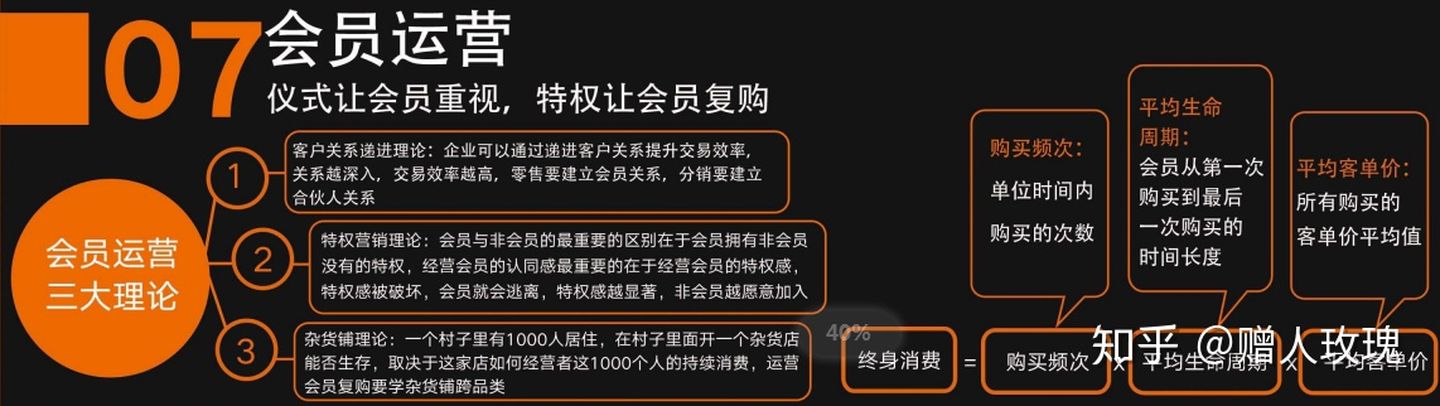 07
会员运营
仪式让会员重视，特权让会员复购
会员运营
三大理论
1
客户关系递进理论：企业可以通过递进客户关系提升交易效率，
关系越深入，交易效率越高，零售要建立会员关系，分销要建立
合伙人关系
2
特权营销理论：会员与非会员的最重要的区别在于会员拥有非会员
没有的特权，经营会员的认同感最重要的在于经营会员的特权感，
特权感被破坏，会员就会逃离，特权感越显著，非会员越愿意加入
3
杂货铺理论：一个村子里有1000人居住，在村子里面开一个杂货店
能否生存，取决于这家店如何经营者这1000个人的持续消费，运营
会员复购要学杂货铺跨品类
购买频次：
单位时间内
购买的次数
平均生命
周期：
会员从第一次
购买到最后
一次购买的
时间长度
平均客单价：
所有购买的
客单价平均值
40%
终身消费 = 购买频次 x 平均生命周期 x 平均客单价
知乎 @赠人玫瑰